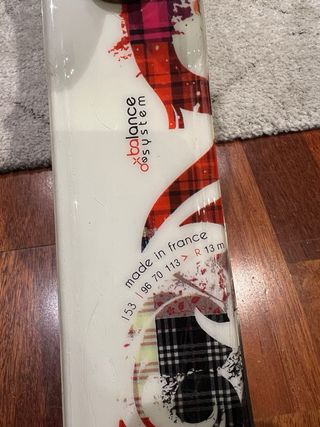 balance
system
made in france
153 | 96 70 113 > R 13 m